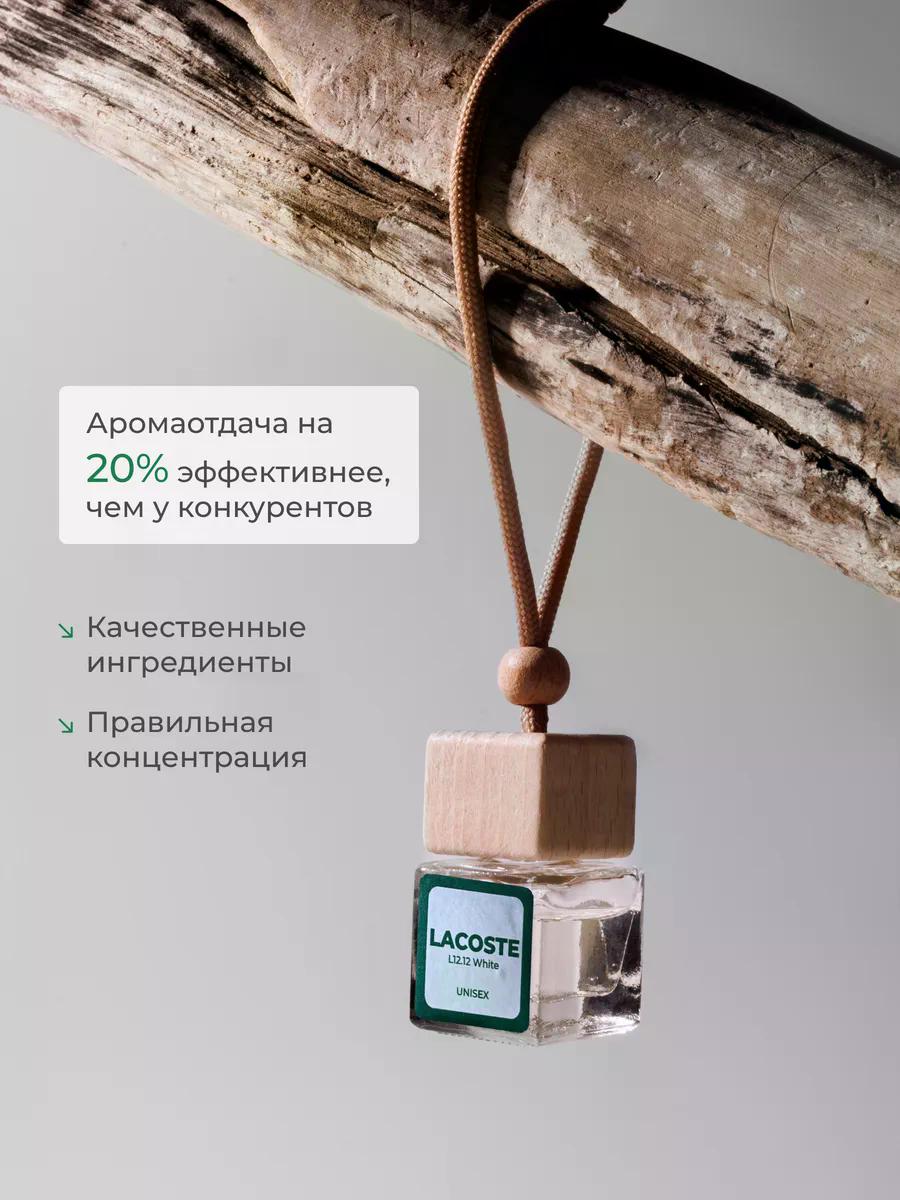 Аромаотдача на
20% эффективнее,
чем у конкурентов
Качественные
ингредиенты
Правильная
концентрация
LACOSTE
L12.12 White
UNISEX